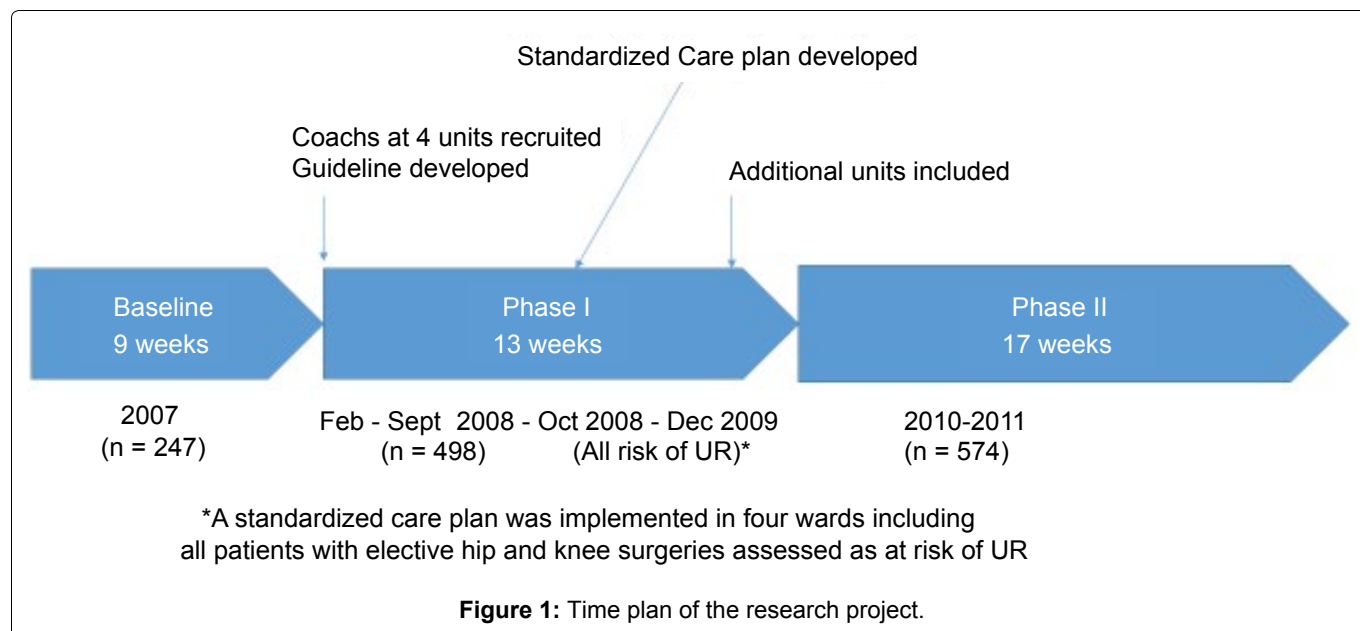 Standardized Care plan developed
Coachs at 4 units recruited
Guideline developed
Additional units included
Baseline
9 weeks
Phase I
13 weeks
Phase II
17 weeks
2007
(n = 247)
Feb - Sept 2008 - Oct 2008 - Dec 2009
(n = 498) (All risk of UR)*
2010-2011
(n = 574)
*A standardized care plan was implemented in four wards including
all patients with elective hip and knee surgeries assessed as at risk of UR
Figure 1: Time plan of the research project.